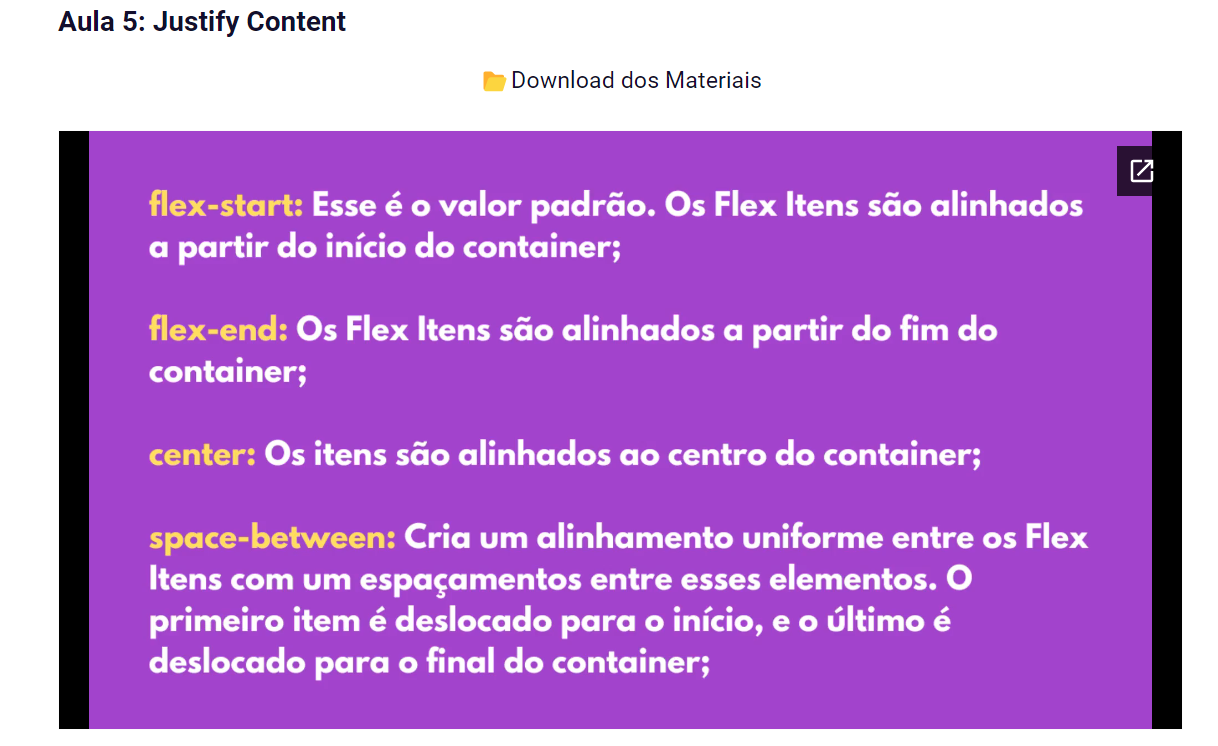 Aula 5: Justify Content
Download dos Materiais
flex-start: Esse é o valor padrão. Os Flex Itens são alinhados
a partir do início do container;
flex-end: Os Flex Itens são alinhados a partir do fim do
container;
center: Os itens são alinhados ao centro do container;
space-between: Cria um alinhamento uniforme entre os Flex
Itens com um espaçamentos entre esses elementos. O
primeiro item é deslocado para o início, e o último é
deslocado para o final do container;